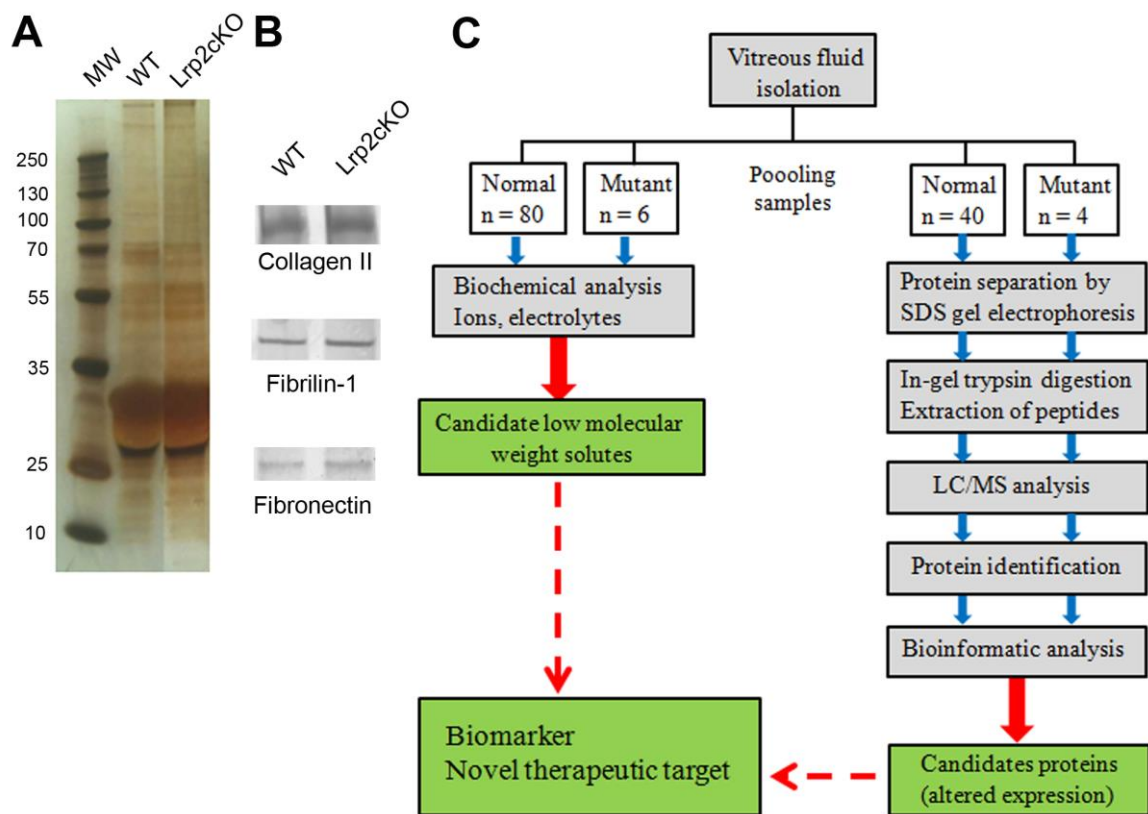 A
MW
WT
Lrp2cKO
250
130
100
70
55
35
25
10
B
WT
Lrp2cKO
Collagen II
Fibrilin-1
Fibronectin
C
Vitreous fluid
isolation
Normal
n = 80
Mutant
n = 6
Poooling
samples
Normal
n = 40
Mutant
n = 4
Biochemical analysis
Ions, electrolytes
Candidate low molecular
weight solutes
Protein separation by
SDS gel electrophoresis
In-gel trypsin digestion
Extraction of peptides
LC/MS analysis
Protein identification
Bioinformatic analysis
Candidates proteins
(altered expression)
Biomarker
Novel therapeutic target